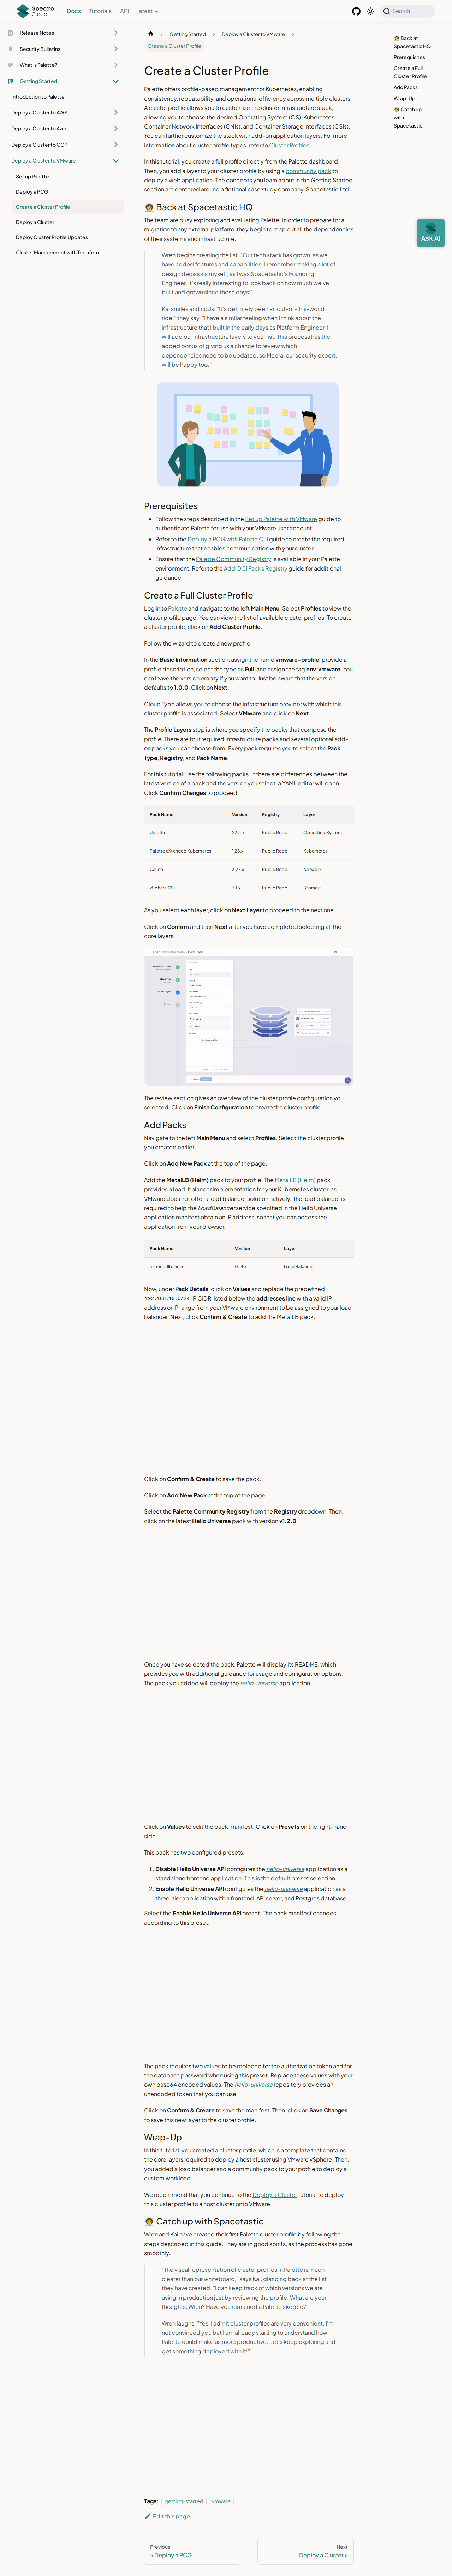 Spectro Cloud
Docs
Tutorials
API
latest
Search
Release Notes
Security Bulletins
What is Palette?
Getting Started
Introduction to Palette
Deploy a Cluster to AWS
Deploy a Cluster to Azure
Deploy a Cluster to GCP
Deploy a Cluster to VMware
Set up Palette
Deploy a PCG
Create a Cluster Profile
Deploy a Cluster
Deploy Cluster Profile Updates
Cluster Management with Terraform
Getting Started
Deploy a Cluster to VMware
Create a Cluster Profile
Create a Cluster Profile
Palette offers profile-based management for Kubernetes, enabling
consistency, repeatability, and operational efficiency across multiple clusters.
A cluster profile allows you to customize the cluster infrastructure stack,
allowing you to choose the desired Operating System (OS), Kubernetes,
Container Network Interfaces (CNIs), and Container Storage Interfaces (CSIs).
You can further customize the stack with add-on application layers. For more
information about cluster profile types, refer to Cluster Profiles.
In this tutorial, you create a full profile directly from the Palette dashboard.
Then, you add a layer to your cluster profile by using a community pack to
deploy a web application. The concepts you learn about in the Getting Started
section are centered around a fictional case study company, Spacetastic Ltd.
🧑‍🚀 Back at Spacetastic HQ
The team are busy exploring and evaluating Palette. In order to prepare for a
migration to any external platform, they begin to map out all the dependencies
of their systems and infrastructure.
Wren begins creating the list. "Our tech stack has grown, as we
have added features and capabilities. I remember making a lot of
design decisions myself, as I was Spacetastic's Founding
Engineer. It's really interesting to look back on how much we've
built and grown since those days!"
Kai smiles and nods. "It's definitely been an out-of-this-world
ride!" they say. "I have a similar feeling when I think about the
infrastructure that I built in the early days as Platform Engineer. I
will add our infrastructure layers to your list. This process has the
added bonus of giving us a chance to review which
dependencies need to be updated, so Meera, our security expert,
will be happy too."
Prerequisites
Follow the steps described in the Set up Palette with VMware guide to
authenticate Palette for use with your VMware user account.
Refer to the Deploy a PCG with Palette CLI guide to create the required
infrastructure that enables communication with your cluster.
Ensure that the Palette Community Registry is available in your Palette
environment. Refer to the Add OCI Packs Registry guide for additional
guidance.
Create a Full Cluster Profile
Log in to Palette and navigate to the left Main Menu. Select Profiles to view the
cluster profile page. You can view the list of available cluster profiles. To create
a cluster profile, click on Add Cluster Profile.
Follow the wizard to create a new profile.
In the Basic Information section, assign the name vmware-profile, provide a
profile description, select the type as Full, and assign the tag env:vmware. You
can leave the version empty if you want to. Just be aware that the version
defaults to 1.0.0. Click on Next.
Cloud Type allows you to choose the infrastructure provider with which this
cluster profile is associated. Select VMware and click on Next.
The Profile Layers step is where you specify the packs that compose the
profile. There are four required infrastructure packs and several optional add-
on packs you can choose from. Every pack requires you to select the Pack
Type, Registry, and Pack Name.
For this tutorial, use the following packs. If there are differences between the
latest version of a pack and the version you select, a YAML editor will open.
Click Confirm Changes to proceed.
Pack Name Version Registry Layer
Ubuntu 22.4.x Public Repo Operating System
Palette eXtended Kubernetes 1.28.x Public Repo Kubernetes
Calico 3.27.x Public Repo Network
vSphere CSI 3.1.x Public Repo Storage
As you select each layer, click on Next Layer to proceed to the next one.
Click on Confirm and then Next after you have completed selecting all the
core layers.
The review section gives an overview of the cluster profile configuration you
selected. Click on Finish Configuration to create the cluster profile.
Add Packs
Navigate to the left Main Menu and select Profiles. Select the cluster profile
you created earlier.
Click on Add New Pack at the top of the page.
Add the MetalLB (Helm) pack to your profile. The MetalLB (Helm) pack
provides a load-balancer implementation for your Kubernetes cluster, as
VMware does not offer a load balancer solution natively. The load balancer is
required to help the LoadBalancer service specified in the Hello Universe
application manifest obtain an IP address, so that you can access the
application from your browser.
Pack Name Version Layer
lb-metallb-helm 0.14.x Load Balancer
Now, under Pack Details, click on Values and replace the predefined
192.168.10.0/24 IP CIDR listed below the addresses line with a valid IP
address or IP range from your VMware environment to be assigned to your load
balancer. Next, click Confirm & Create to add the MetalLB pack.
Click on Confirm & Create to save the pack.
Click on Add New Pack at the top of the page.
Select the Palette Community Registry from the Registry dropdown. Then,
click on the latest Hello Universe pack with version v1.2.0.
Once you have selected the pack, Palette will display its README, which
provides you with additional guidance for usage and configuration options.
The pack you added will deploy the hello-universe application.
Click on Values to edit the pack manifest. Click on Presets on the right-hand
side.
This pack has two configured presets:
1. Disable Hello Universe API configures the hello-universe application as a
standalone frontend application. This is the default preset selection.
2. Enable Hello Universe API configures the hello-universe application as a
three-tier application with a frontend, API server, and Postgres database.
Select the Enable Hello Universe API preset. The pack manifest changes
according to this preset.
The pack requires two values to be replaced for the authorization token and for
the database password when using this preset. Replace these values with your
own base64 encoded values. The hello-universe repository provides an
unencoded token that you can use.
Click on Confirm & Create to save the manifest. Then, click on Save Changes
to save this new layer to the cluster profile.
Wrap-Up
In this tutorial, you created a cluster profile, which is a template that contains
the core layers required to deploy a host cluster using VMware vSphere. Then,
you added a load balancer and a community pack to your profile to deploy a
custom workload.
We recommend that you continue to the Deploy a Cluster tutorial to deploy
this cluster profile to a host cluster onto VMware.
🧑‍🚀 Catch up with Spacetastic
Wren and Kai have created their first Palette cluster profile by following the
steps described in this guide. They are in good spirits, as the process has gone
smoothly.
"The visual representation of cluster profiles in Palette is much
clearer than our whiteboard," says Kai, glancing back at the list
they have created. "I can keep track of which versions we are
using in production just by reviewing the profile. What are your
thoughts, Wren? Have you remained a Palette skeptic?"
Wren laughs. "Yes, I admit cluster profiles are very convenient. I'm
not convinced yet, but I am already starting to understand how
Palette could make us more productive. Let's keep exploring and
get something deployed with it!"
Tags: getting-started vmware
Edit this page
Previous
« Deploy a PCG
Next
Deploy a Cluster »
🧑‍🚀 Back at
Spacetastic HQ
Prerequisites
Create a Full
Cluster Profile
Add Packs
Wrap-Up
🧑‍🚀 Catch up
with
Spacetastic
Ask AI